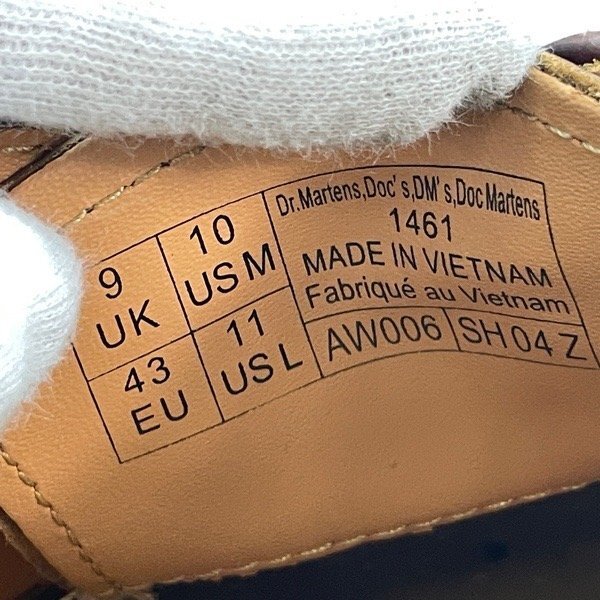 9
UK
10
US M
43
EU
11
US L
Dr.Martens,Doc's,DM's,Doc Martens
1461
MADE IN VIETNAM
Fabriqué au Vietnam
AW006
SH 04 Z